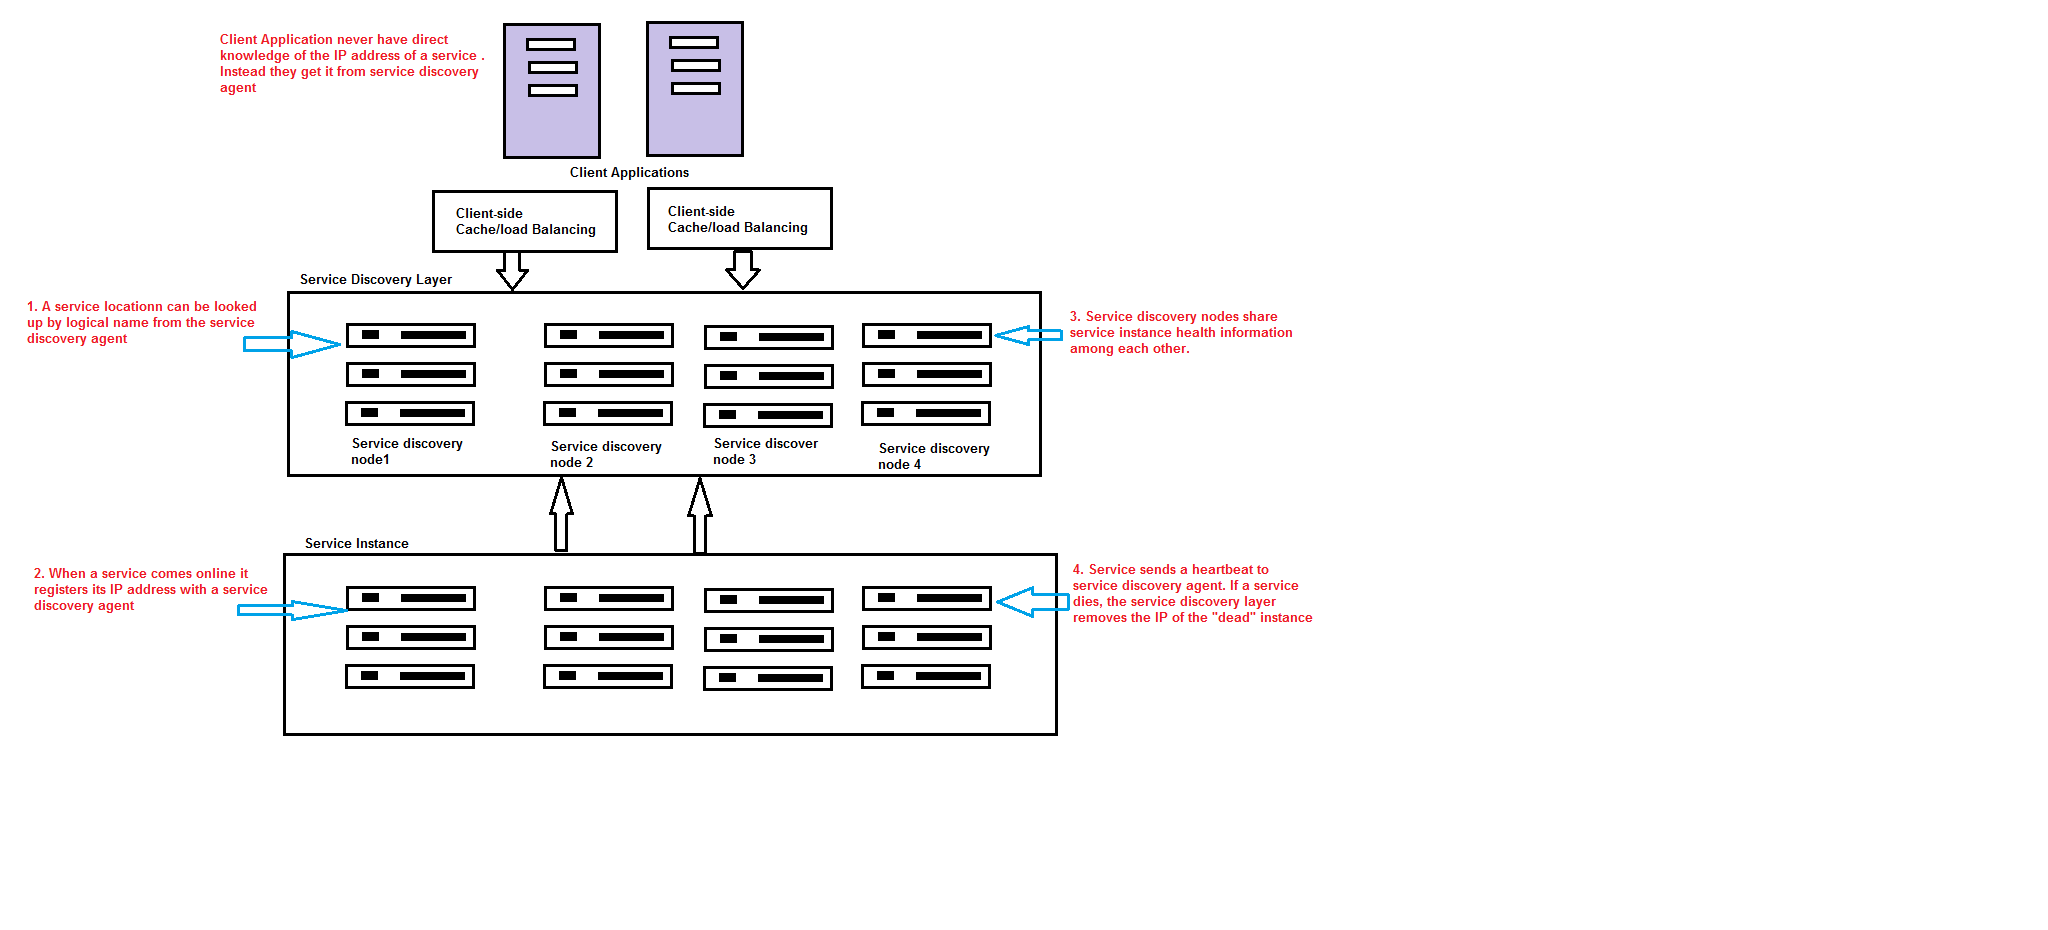 Client Application never have direct
knowledge of the IP address of a service .
Instead they get it from service discovery
agent
Client Applications
Client-side
Cache/load Balancing
Client-side
Cache/load Balancing
Service Discovery Layer
1. A service locationn can be looked
up by logical name from the service
discovery agent
3. Service discovery nodes share
service instance health information
among each other.
Service discovery
node1
Service discovery
node 2
Service discover
node 3
Service discovery
node 4
Service Instance
2. When a service comes online it
registers its IP address with a service
discovery agent
4. Service sends a heartbeat to
service discovery agent. If a service
dies, the service discovery layer
removes the IP of the "dead" instance